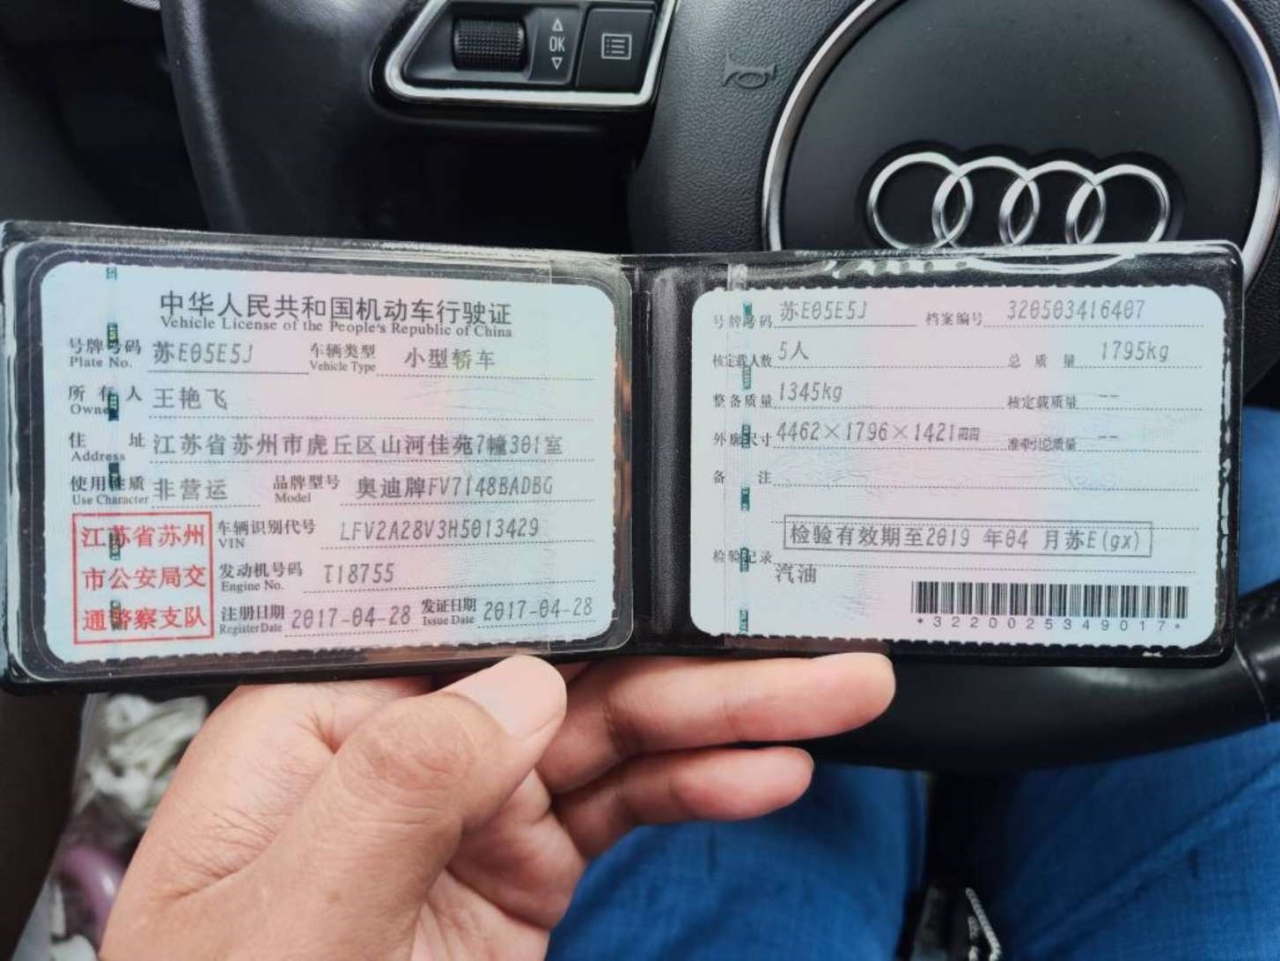 OK
中华人民共和国机动车行驶证
Vehicle License of the People's Republic of China
号牌号码 苏E05E5J 车辆类型 小型轿车
Plate No. Vehicle Type
所有人 王艳飞
Owner
住址 江苏省苏州市虎丘区山河佳苑7幢301室
Address
使用性质 非营运 品牌型号 奥迪牌FV7148BADBG
Use Character Model
江苏省苏州
市公安局交
通警察支队
车辆识别代号 LFV2A28V3H5013429
VIN
发动机号码 T18755
Engine No.
注册日期 2017-04-28 发证日期 2017-04-28
Register Date Issue Date
号牌号码 苏E05E5J 档案编号 320503416407
核定载人数 5人 总质量 1795kg
整备质量 1345kg 核定载质量 --
外廓尺寸 4462×1796×1421mm 准牵引总质量 --
备注
检验有效期至2019年04月苏E(gx)
检验记录
汽油
*3220025349017*